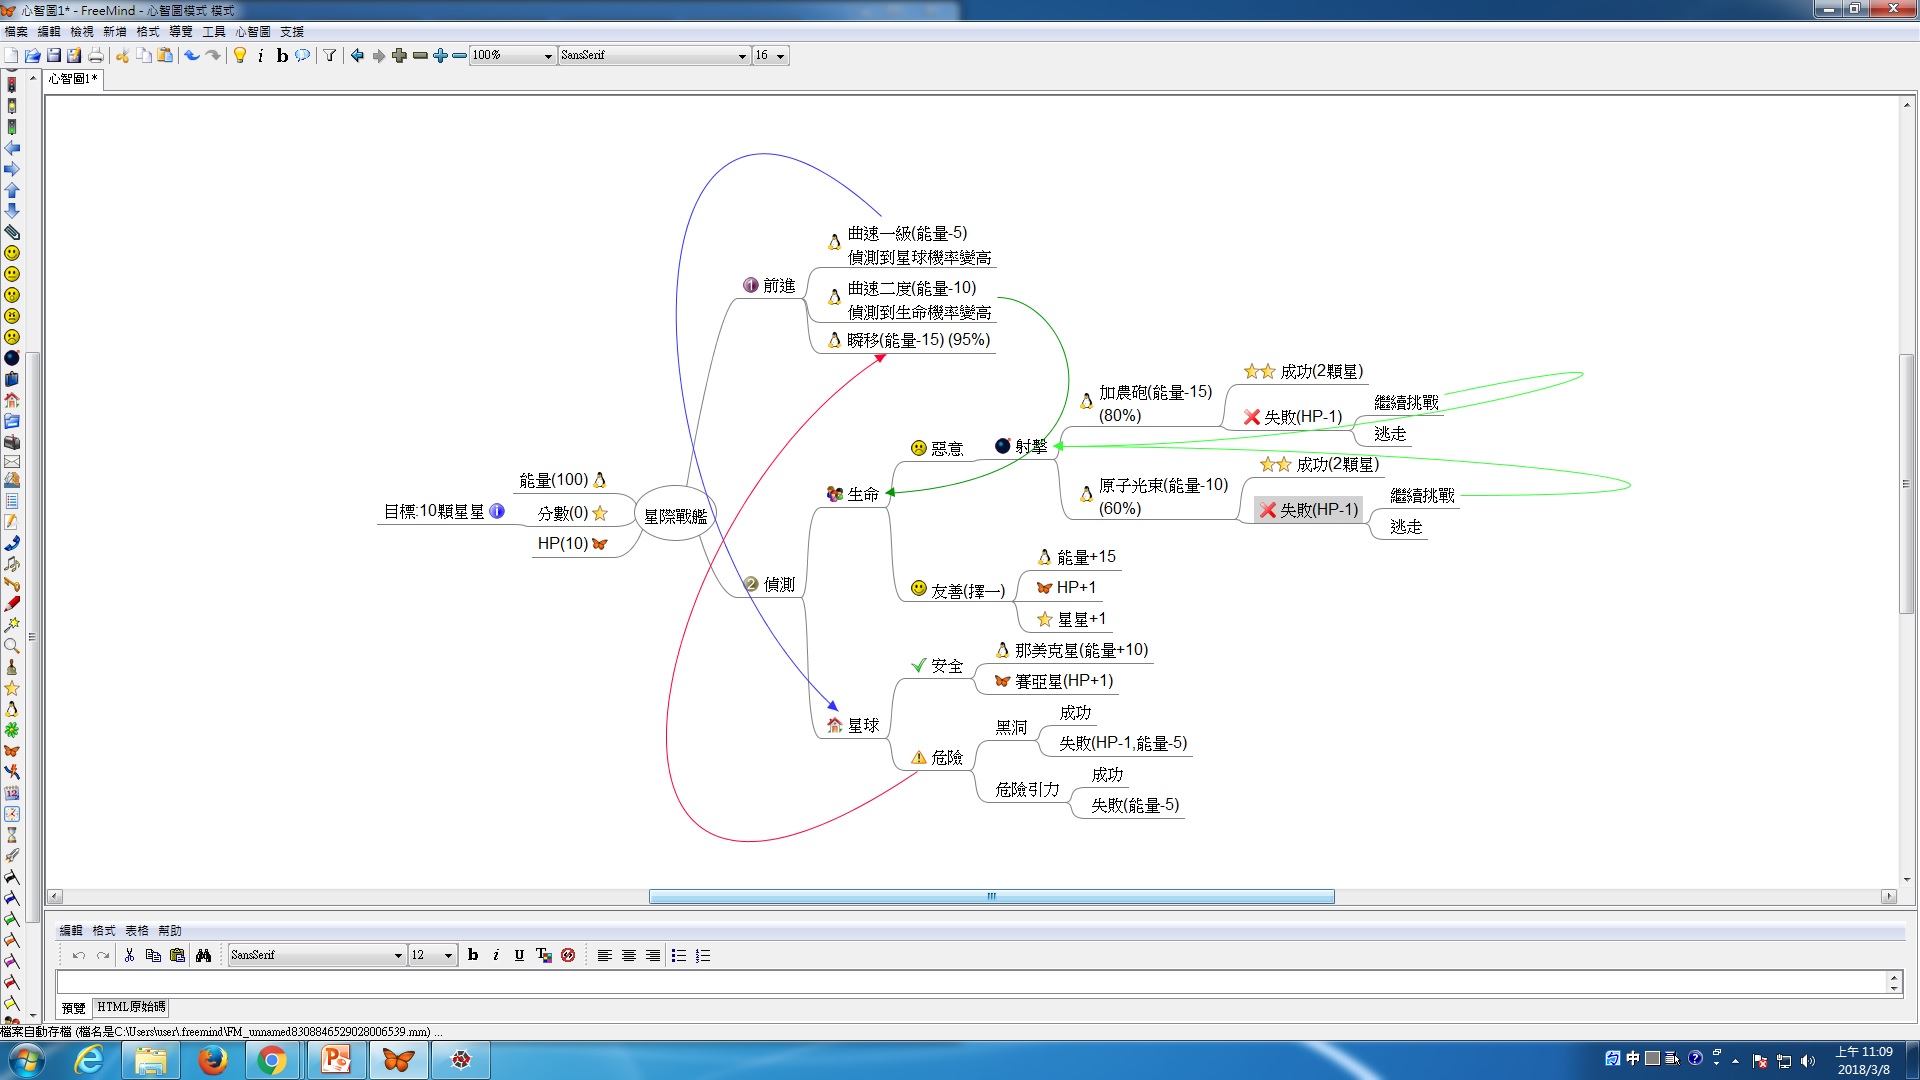 心智圖1* - FreeMind - 心智圖模式 模式
檔案 編輯 檢視 新增 格式 導覽 工具 心智圖 支援
100% SansSerif 16
心智圖1*
曲速一級(能量-5)
偵測到星球機率變高
1 前進
曲速二度(能量-10)
偵測到生命機率變高
瞬移(能量-15) (95%)
成功(2顆星)
加農砲(能量-15)
(80%)
繼續挑戰
失敗(HP-1)
逃走
惡意
射擊
成功(2顆星)
能量(100)
生命
原子光束(能量-10)
(60%)
繼續挑戰
目標:10顆星星
分數(0)
星際戰艦
失敗(HP-1)
逃走
HP(10)
能量+15
2 偵測
友善(擇一)
HP+1
星星+1
那美克星(能量+10)
安全
賽亞星(HP+1)
星球
成功
黑洞
失敗(HP-1,能量-5)
危險
成功
危險引力
失敗(能量-5)
編輯 格式 表格 幫助
SansSerif 12 b i U T
預覽 HTML原始碼
檔案自動存檔 (檔名是C:\Users\user\.freemind\FM_unnamed8308846529028006539.mm) ...
中
上午 11:09
2018/3/8